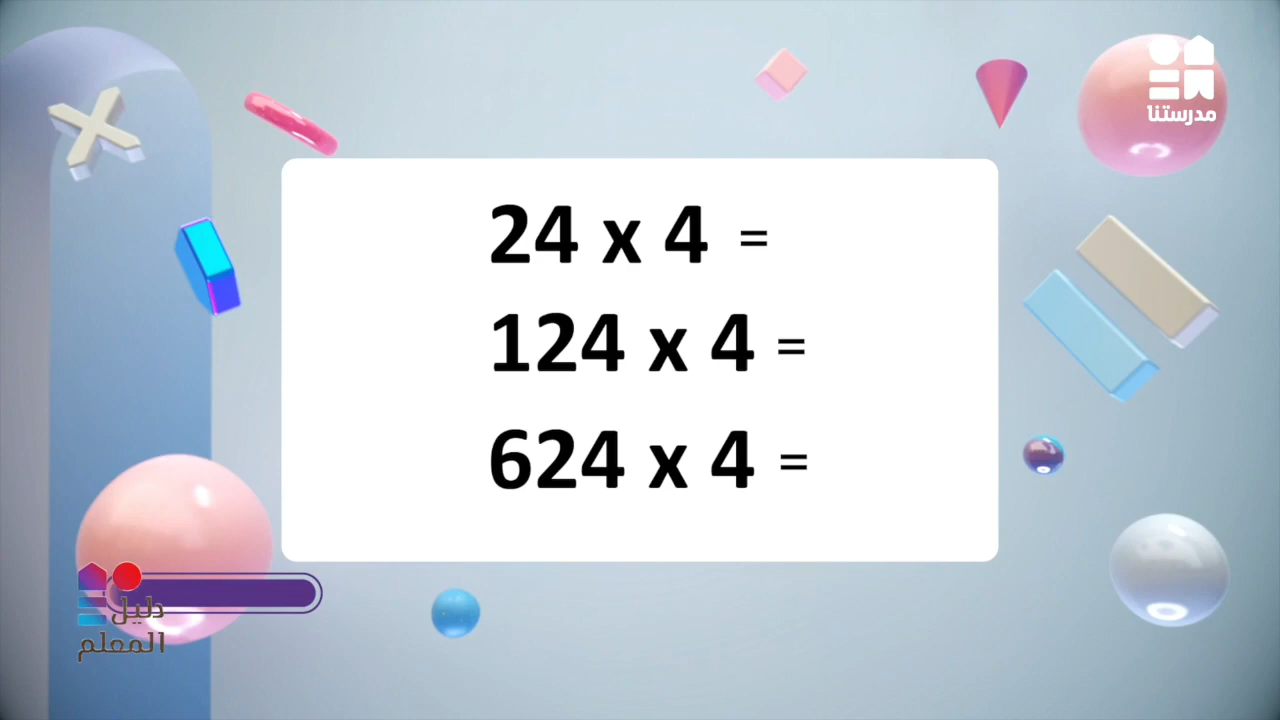 مدرستنا
24 x 4 =
124 x 4 =
624 x 4 =
دليل
المعلم